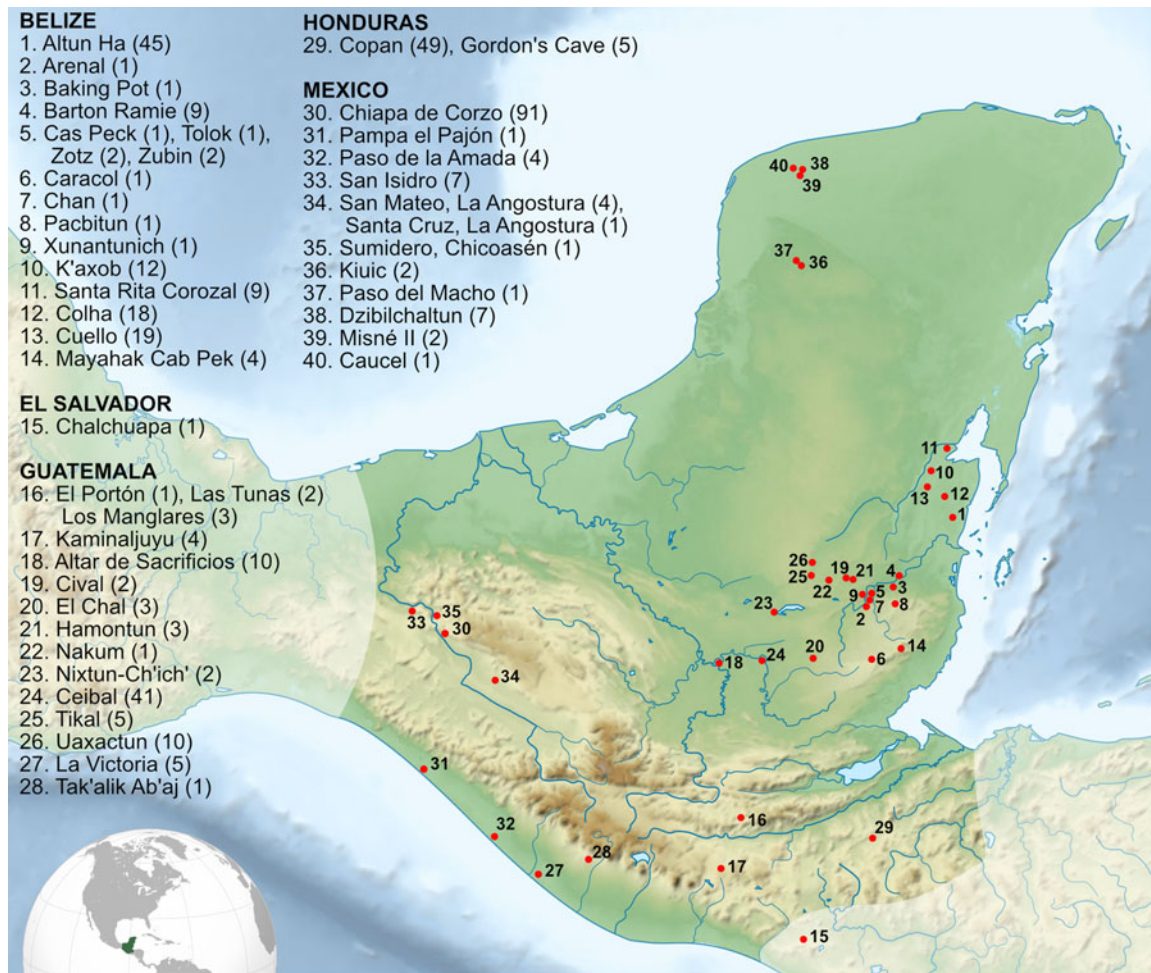 BELIZE
1. Altun Ha (45)
2. Arenal (1)
3. Baking Pot (1)
4. Barton Ramie (9)
5. Cas Peck (1), Tolok (1),
Zotz (2), Zubin (2)
6. Caracol (1)
7. Chan (1)
8. Pacbitun (1)
9. Xunantunich (1)
10. K'axob (12)
11. Santa Rita Corozal (9)
12. Colha (18)
13. Cuello (19)
14. Mayahak Cab Pek (4)
EL SALVADOR
15. Chalchuapa (1)
GUATEMALA
16. El Portón (1), Las Tunas (2)
Los Manglares (3)
17. Kaminaljuyu (4)
18. Altar de Sacrificios (10)
19. Cival (2)
20. El Chal (3)
21. Hamontun (3)
22. Nakum (1)
23. Nixtun-Ch'ich' (2)
24. Ceibal (41)
25. Tikal (5)
26. Uaxactun (10)
27. La Victoria (5)
28. Tak'alik Ab'aj (1)
HONDURAS
29. Copan (49), Gordon's Cave (5)
MEXICO
30. Chiapa de Corzo (91)
31. Pampa el Pajón (1)
32. Paso de la Amada (4)
33. San Isidro (7)
34. San Mateo, La Angostura (4),
Santa Cruz, La Angostura (1)
35. Sumidero, Chicoasén (1)
36. Kiuic (2)
37. Paso del Macho (1)
38. Dzibilchaltun (7)
39. Misné II (2)
40. Caucel (1)
40 38
39
37
36
11
10
13 12
1
26
25 19 21 4
22 3
9 5
7 8
2
23
33 35
30
14
20 6
18 24
34
31
16
32 29
28
17
27
15